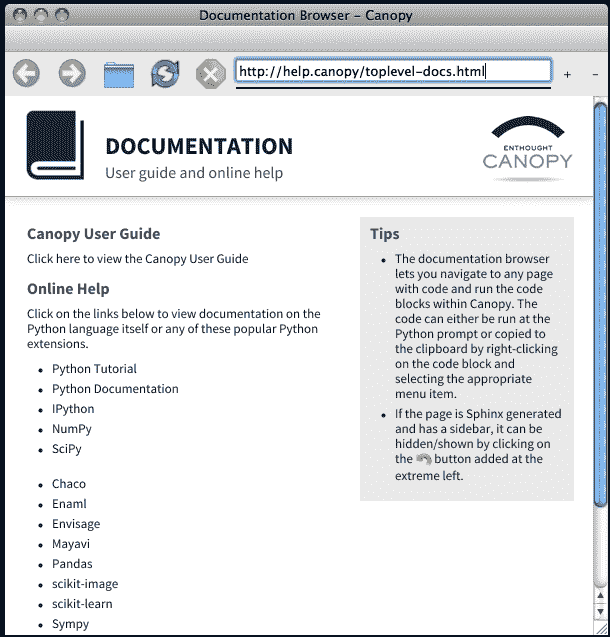 Documentation Browser – Canopy
http://help.canopy/toplevel-docs.html
+ -
DOCUMENTATION
User guide and online help
ENTHOUGHT
CANOPY
Canopy User Guide
Click here to view the Canopy User Guide
Online Help
Click on the links below to view documentation on the
Python language itself or any of these popular Python
extensions.
• Python Tutorial
• Python Documentation
• IPython
• NumPy
• SciPy
• Chaco
• Enaml
• Envisage
• Mayavi
• Pandas
• scikit-image
• scikit-learn
• Sympy
Tips
• The documentation browser
lets you navigate to any page
with code and run the code
blocks within Canopy. The
code can either be run at the
Python prompt or copied to
the clipboard by right-clicking
on the code block and
selecting the appropriate
menu item.
• If the page is Sphinx generated
and has a sidebar, it can be
hidden/shown by clicking on
the button added at the
extreme left.